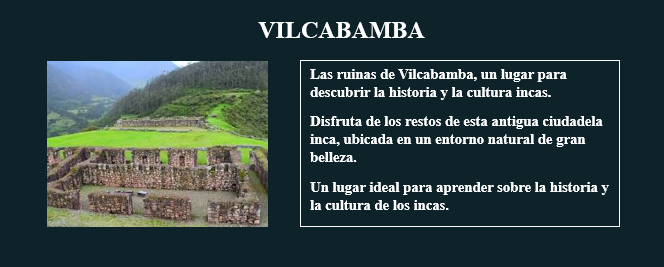 VILCABAMBA
Las ruinas de Vilcabamba, un lugar para
descubrir la historia y la cultura incas.
Disfruta de los restos de esta antigua ciudadela
inca, ubicada en un entorno natural de gran
belleza.
Un lugar ideal para aprender sobre la historia y
la cultura de los incas.